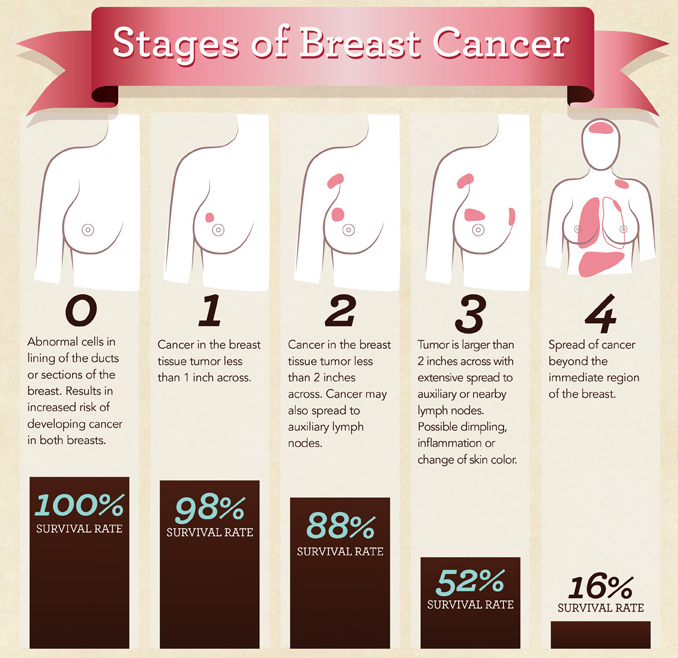 Stages of Breast Cancer
0
Abnormal cells in
lining of the ducts
or sections of the
breast. Results in
increased risk of
developing cancer
in both breasts.
100%
SURVIVAL RATE
1
Cancer in the breast
tissue tumor less
than 1 inch across.
98%
SURVIVAL RATE
2
Cancer in the breast
tissue tumor less
than 2 inches
across. Cancer may
also spread to
auxiliary lymph
nodes.
88%
SURVIVAL RATE
3
Tumor is larger than
2 inches across with
extensive spread to
auxiliary or nearby
lymph nodes.
Possible dimpling,
inflammation or
change of skin color.
52%
SURVIVAL RATE
4
Spread of cancer
beyond the
immediate region
of the breast.
16%
SURVIVAL RATE